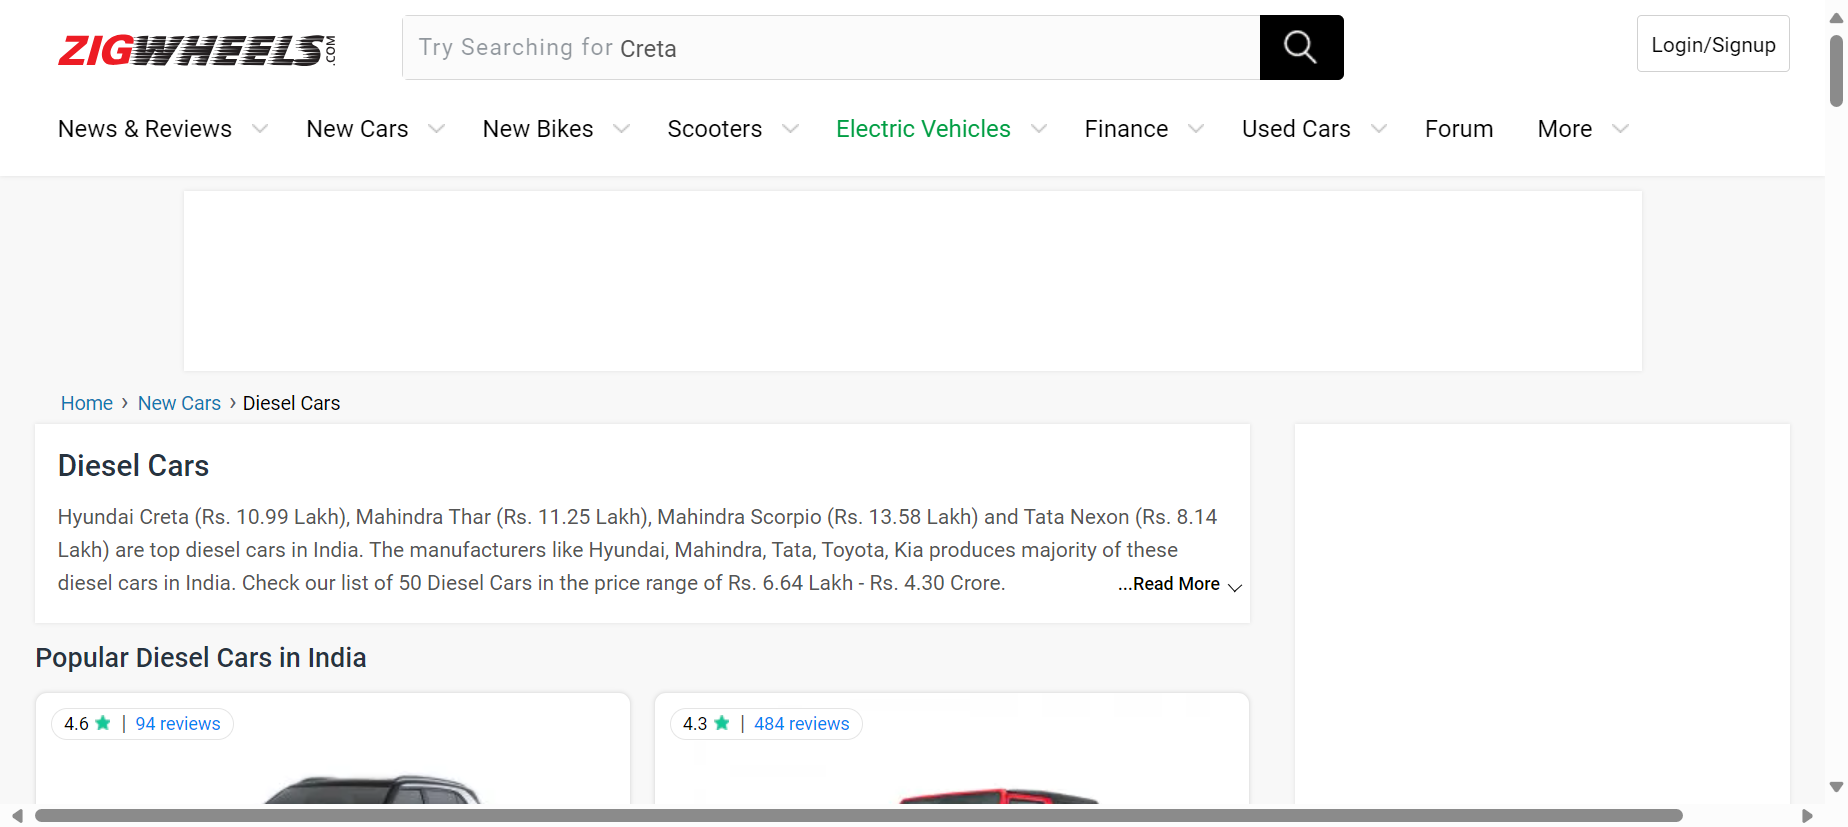 ZIGWHEELS.COM
Try Searching for Creta
Login/Signup
News & Reviews New Cars New Bikes Scooters Electric Vehicles Finance Used Cars Forum More
Home › New Cars › Diesel Cars
Diesel Cars
Hyundai Creta (Rs. 10.99 Lakh), Mahindra Thar (Rs. 11.25 Lakh), Mahindra Scorpio (Rs. 13.58 Lakh) and Tata Nexon (Rs. 8.14
Lakh) are top diesel cars in India. The manufacturers like Hyundai, Mahindra, Tata, Toyota, Kia produces majority of these
diesel cars in India. Check our list of 50 Diesel Cars in the price range of Rs. 6.64 Lakh - Rs. 4.30 Crore.
...Read More
Popular Diesel Cars in India
4.6 | 94 reviews
4.3 | 484 reviews